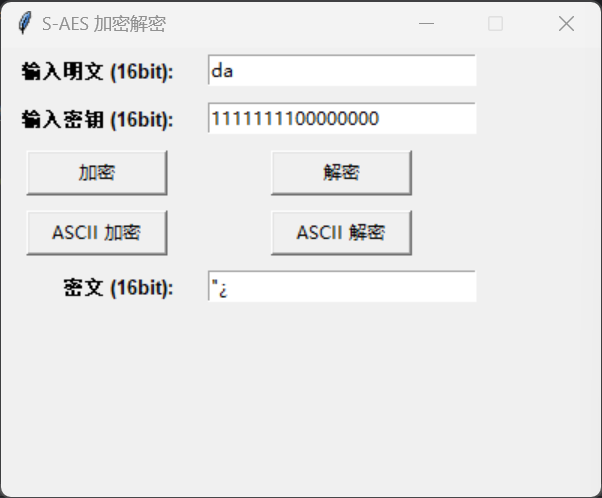 S-AES 加密解密
输入明文 (16bit): da
输入密钥 (16bit): 1111111100000000
加密 解密
ASCII 加密 ASCII 解密
密文 (16bit): "¿